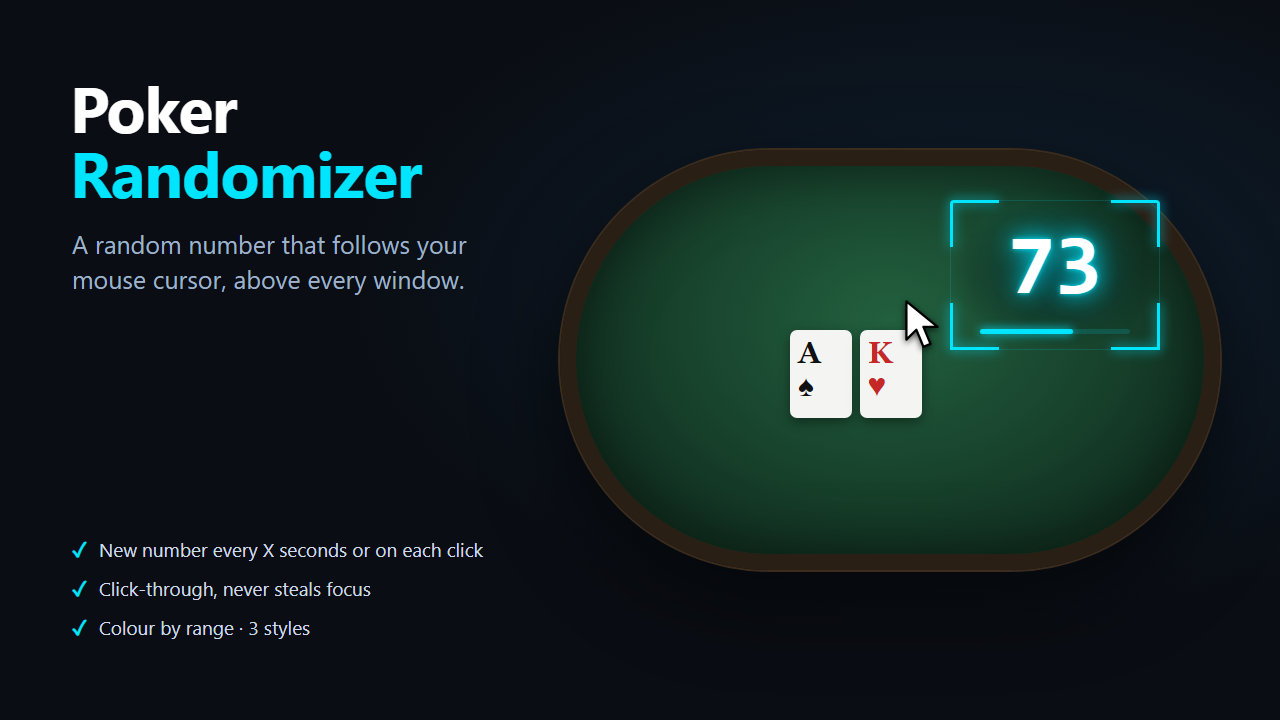 Poker
Randomizer
A random number that follows your
mouse cursor, above every window.
73
A
♠
K
♥
✓ New number every X seconds or on each click
✓ Click-through, never steals focus
✓ Colour by range · 3 styles